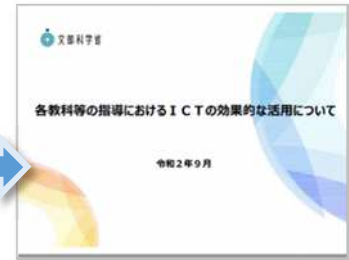 文部科学省
各教科等の指導におけるＩＣＴの効果的な活用について
令和２年９月